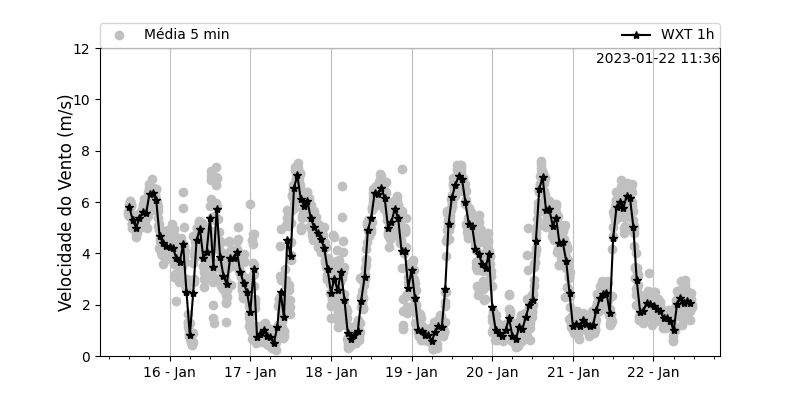 Média 5 min
WXT 1h
2023-01-22 11:36
Velocidade do Vento (m/s)
12
10
8
6
4
2
0
16 - Jan
17 - Jan
18 - Jan
19 - Jan
20 - Jan
21 - Jan
22 - Jan